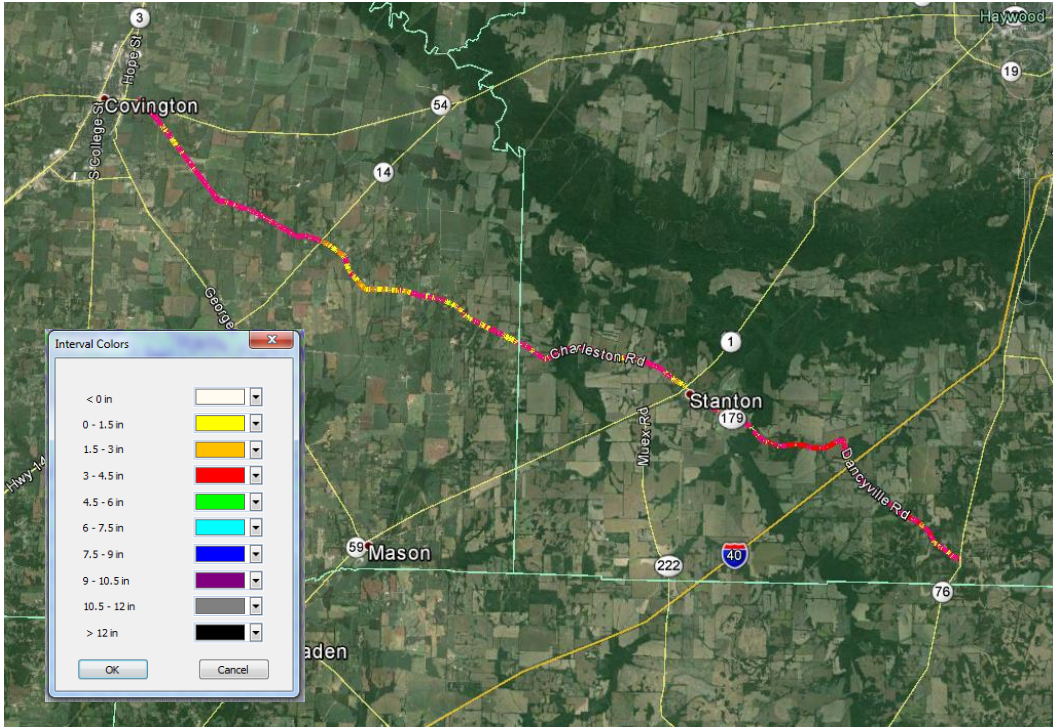 3
Haywood
Hope St
19
Covington
54
S College St
14
George
1
Charleston Rd
Stanton
179
Muex Rd
Dancyville Rd
Hwy 14
59
Mason
40
222
76
aden
Interval Colors
< 0 in
0 - 1.5 in
1.5 - 3 in
3 - 4.5 in
4.5 - 6 in
6 - 7.5 in
7.5 - 9 in
9 - 10.5 in
10.5 - 12 in
> 12 in
OK
Cancel